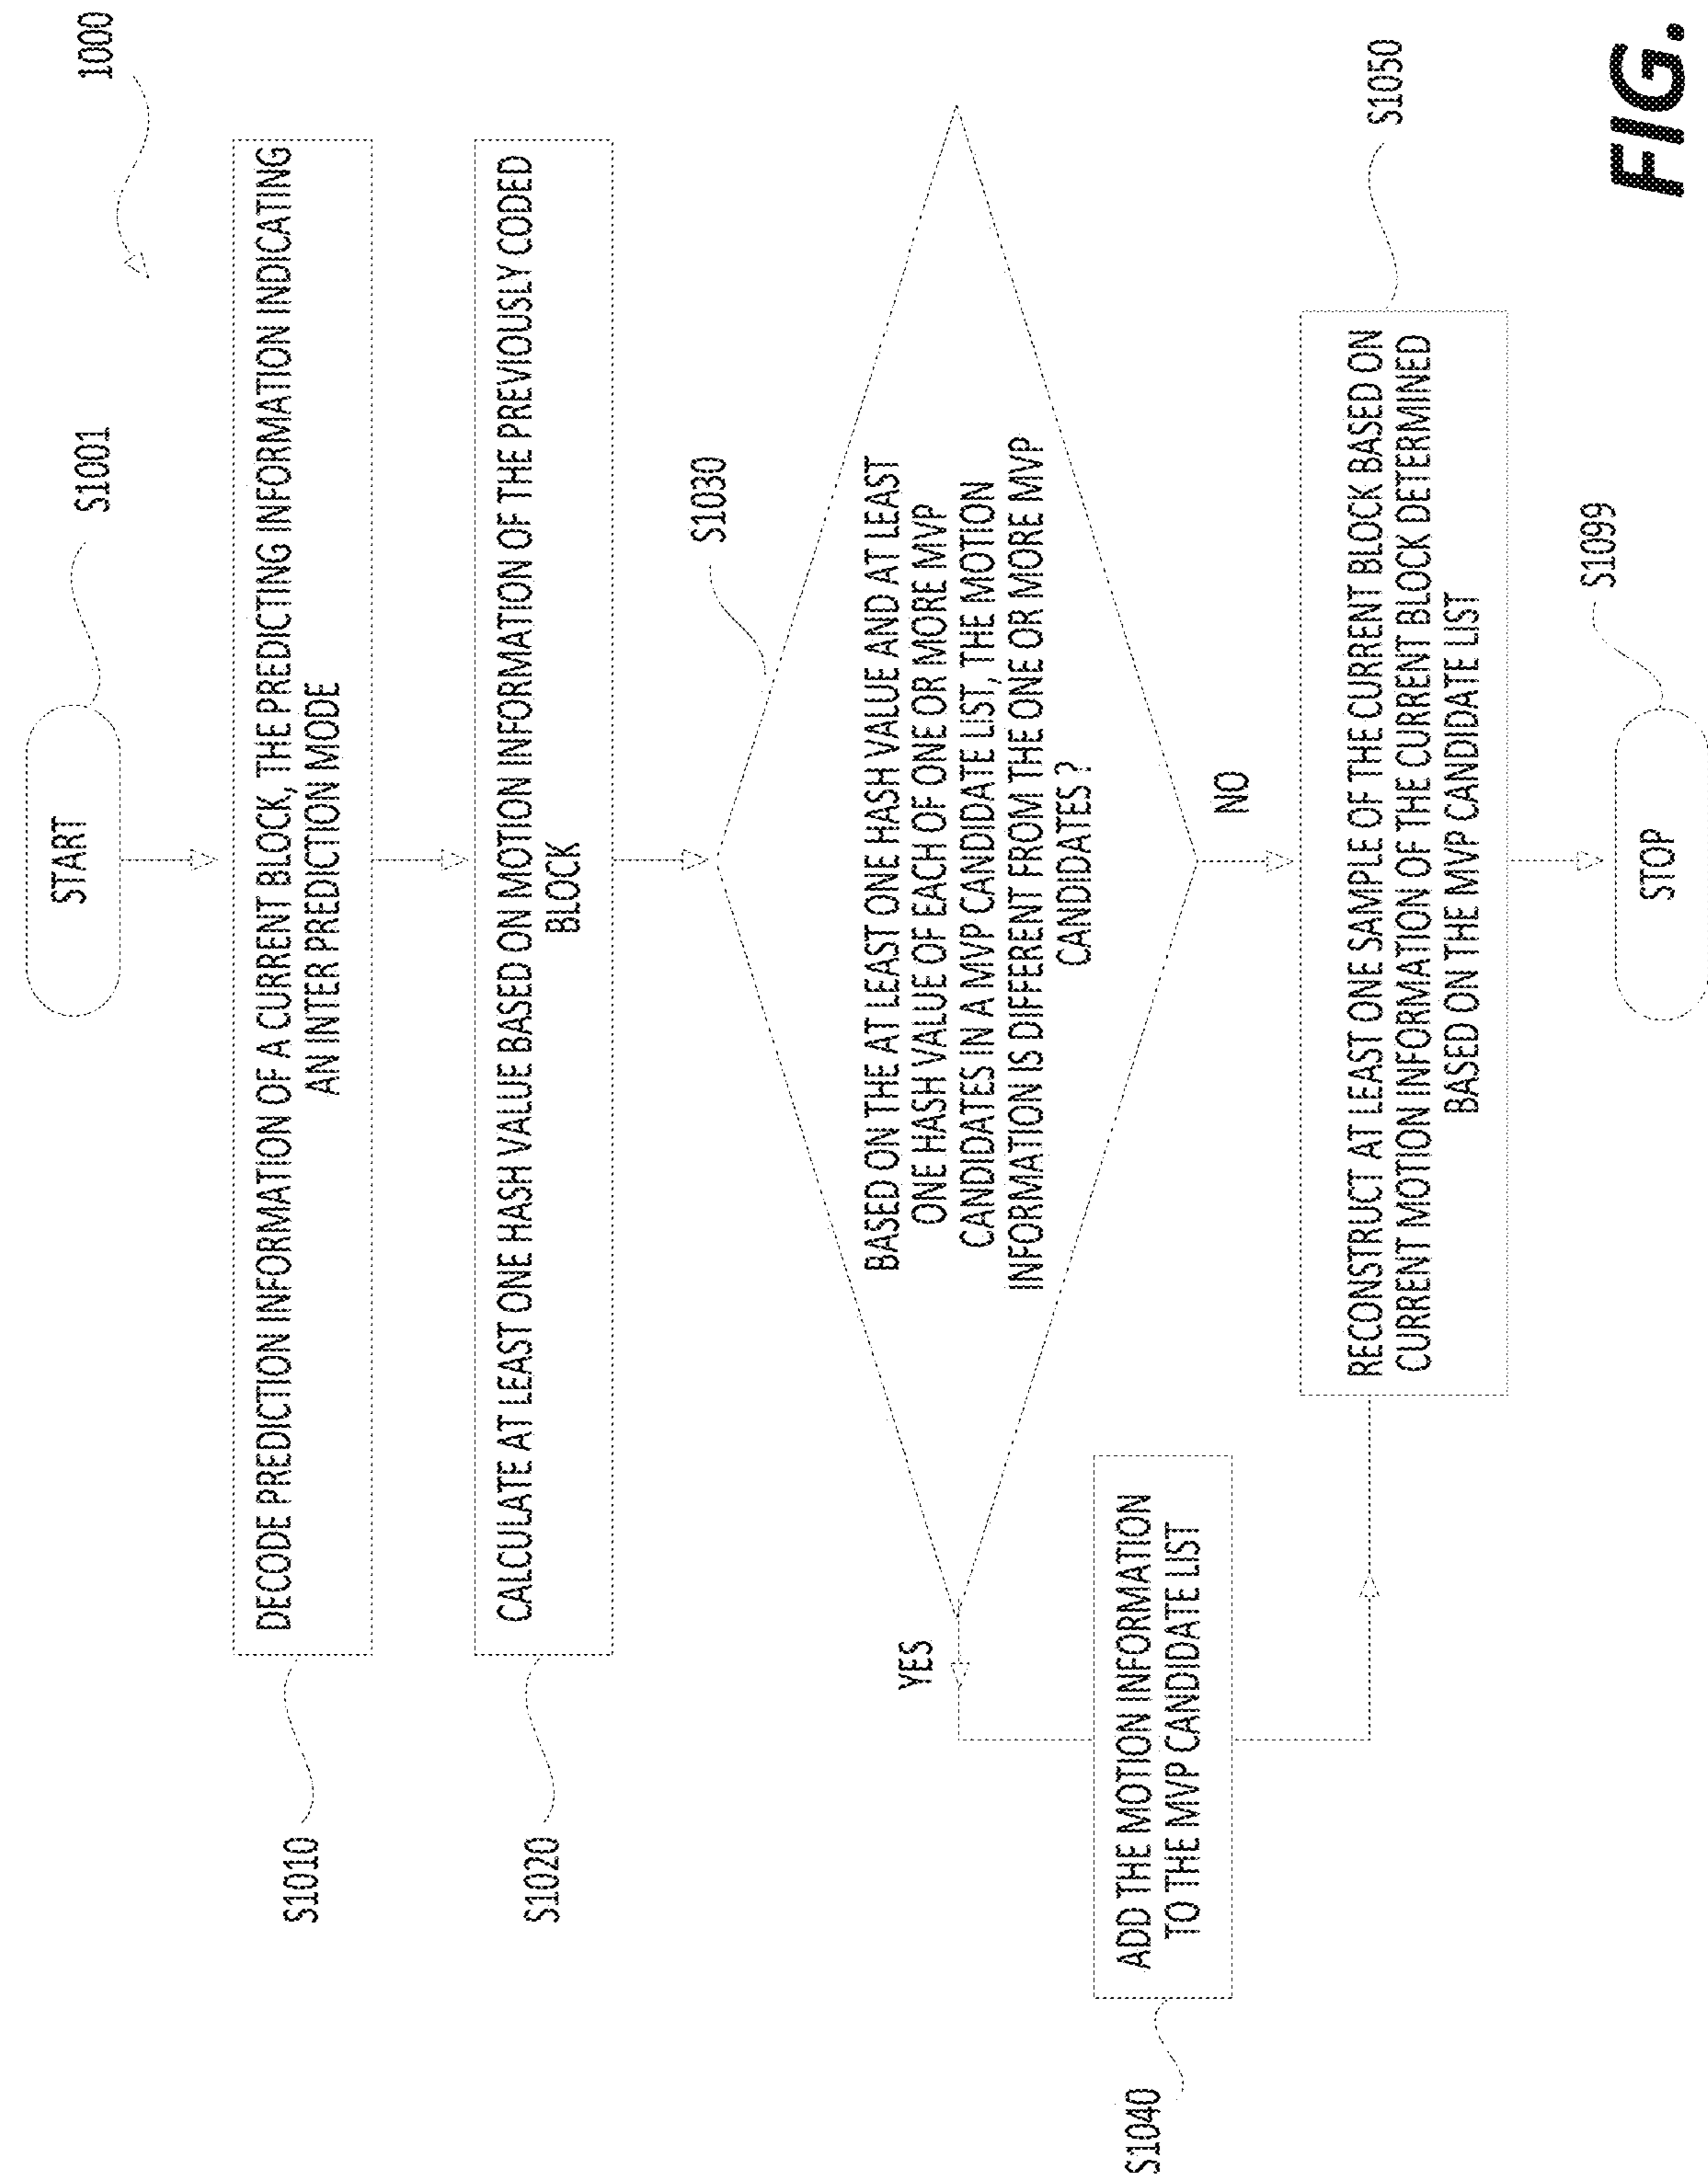 1000
START
S1001
S1010
DECODE PREDICTION INFORMATION OF A CURRENT BLOCK, THE PREDICTING INFORMATION INDICATING
AN INTER PREDICTION MODE
S1020
CALCULATE AT LEAST ONE HASH VALUE BASED ON MOTION INFORMATION OF THE PREVIOUSLY CODED
BLOCK
S1030
BASED ON THE AT LEAST ONE HASH VALUE AND AT LEAST
ONE HASH VALUE OF EACH OF ONE OR MORE MVP
CANDIDATES IN A MVP CANDIDATE LIST, THE MOTION
INFORMATION IS DIFFERENT FROM THE ONE OR MORE MVP
CANDIDATES ?
YES
NO
S1040
ADD THE MOTION INFORMATION
TO THE MVP CANDIDATE LIST
S1050
RECONSTRUCT AT LEAST ONE SAMPLE OF THE CURRENT BLOCK BASED ON
CURRENT MOTION INFORMATION OF THE CURRENT BLOCK DETERMINED
BASED ON THE MVP CANDIDATE LIST
S1099
STOP
FIG.